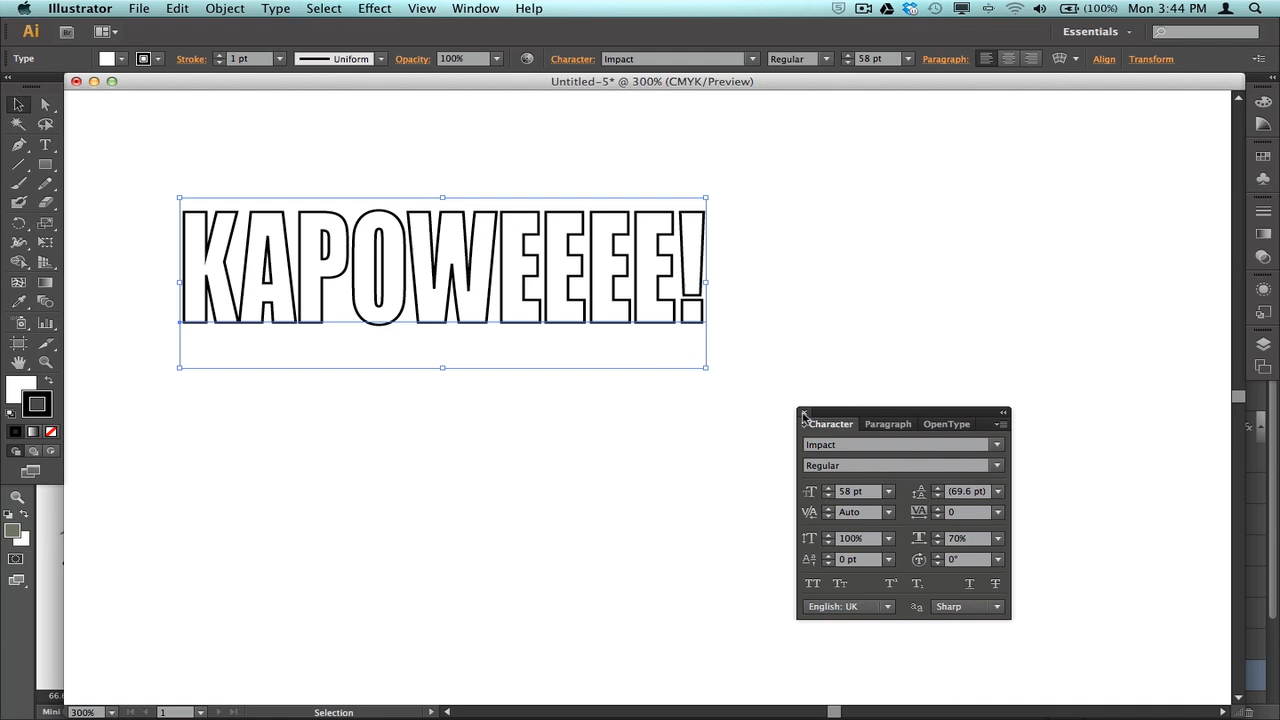 Illustrator File Edit Object Type Select Effect View Window Help (100%) Mon 3:44 PM
Ai Br Essentials
Type Stroke: 1 pt Uniform Opacity: 100% Character: Impact Regular 58 pt Paragraph: Align Transform
Untitled-5* @ 300% (CMYK/Preview)
KAPOWEEEE!
Character Paragraph OpenType
Impact
Regular
58 pt (69.6 pt)
Auto 0
100% 70%
0 pt 0°
English: UK Sharp
66.
Mini 300% 1 Selection